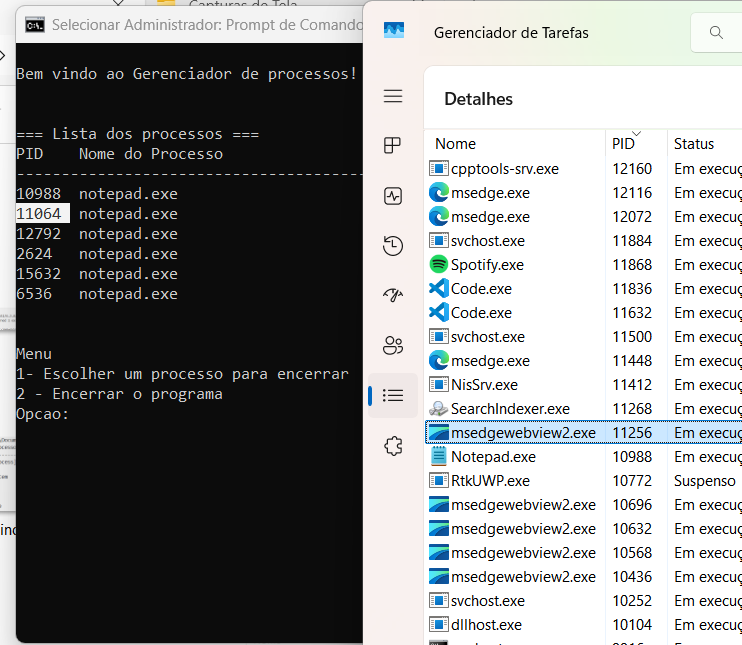 Capturas de Tela
Selecionar Administrador: Prompt de Comando
Bem vindo ao Gerenciador de processos!
=== Lista dos processos ===
PID Nome do Processo
----------------------------------------
10988 notepad.exe
11064 notepad.exe
12792 notepad.exe
2624 notepad.exe
15632 notepad.exe
6536 notepad.exe
Menu
1- Escolher um processo para encerrar
2 - Encerrar o programa
Opcao:
Gerenciador de Tarefas
Detalhes
Nome PID Status
cpptools-srv.exe 12160 Em execuç
msedge.exe 12116 Em execuç
msedge.exe 12072 Em execuç
svchost.exe 11884 Em execuç
Spotify.exe 11868 Em execuç
Code.exe 11836 Em execuç
Code.exe 11632 Em execuç
svchost.exe 11500 Em execuç
msedge.exe 11448 Em execuç
NisSrv.exe 11412 Em execuç
SearchIndexer.exe 11268 Em execuç
msedgewebview2.exe 11256 Em execuç
Notepad.exe 10988 Em execuç
RtkUWP.exe 10772 Suspenso
msedgewebview2.exe 10696 Em execuç
msedgewebview2.exe 10632 Em execuç
msedgewebview2.exe 10568 Em execuç
msedgewebview2.exe 10436 Em execuç
svchost.exe 10252 Em execuç
dllhost.exe 10104 Em execuç